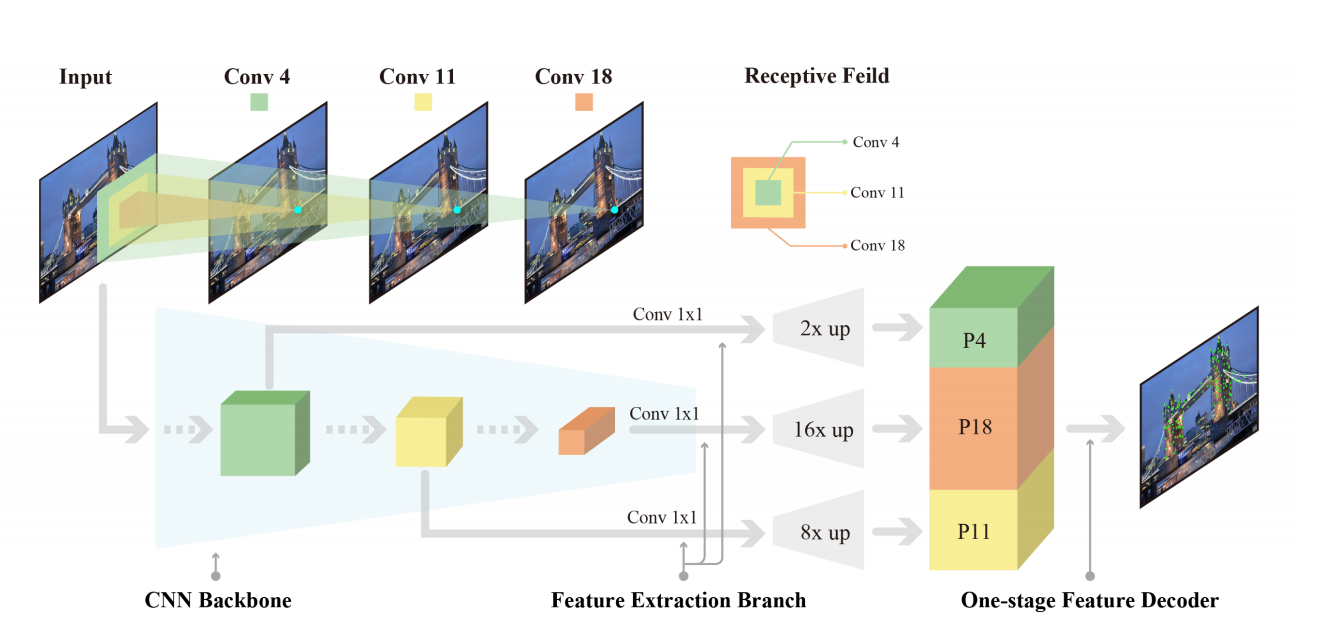 Input
Conv 4
Conv 11
Conv 18
Receptive Feild
Conv 4
Conv 11
Conv 18
Conv 1x1
2x up
P4
Conv 1x1
16x up
P18
Conv 1x1
8x up
P11
CNN Backbone
Feature Extraction Branch
One-stage Feature Decoder